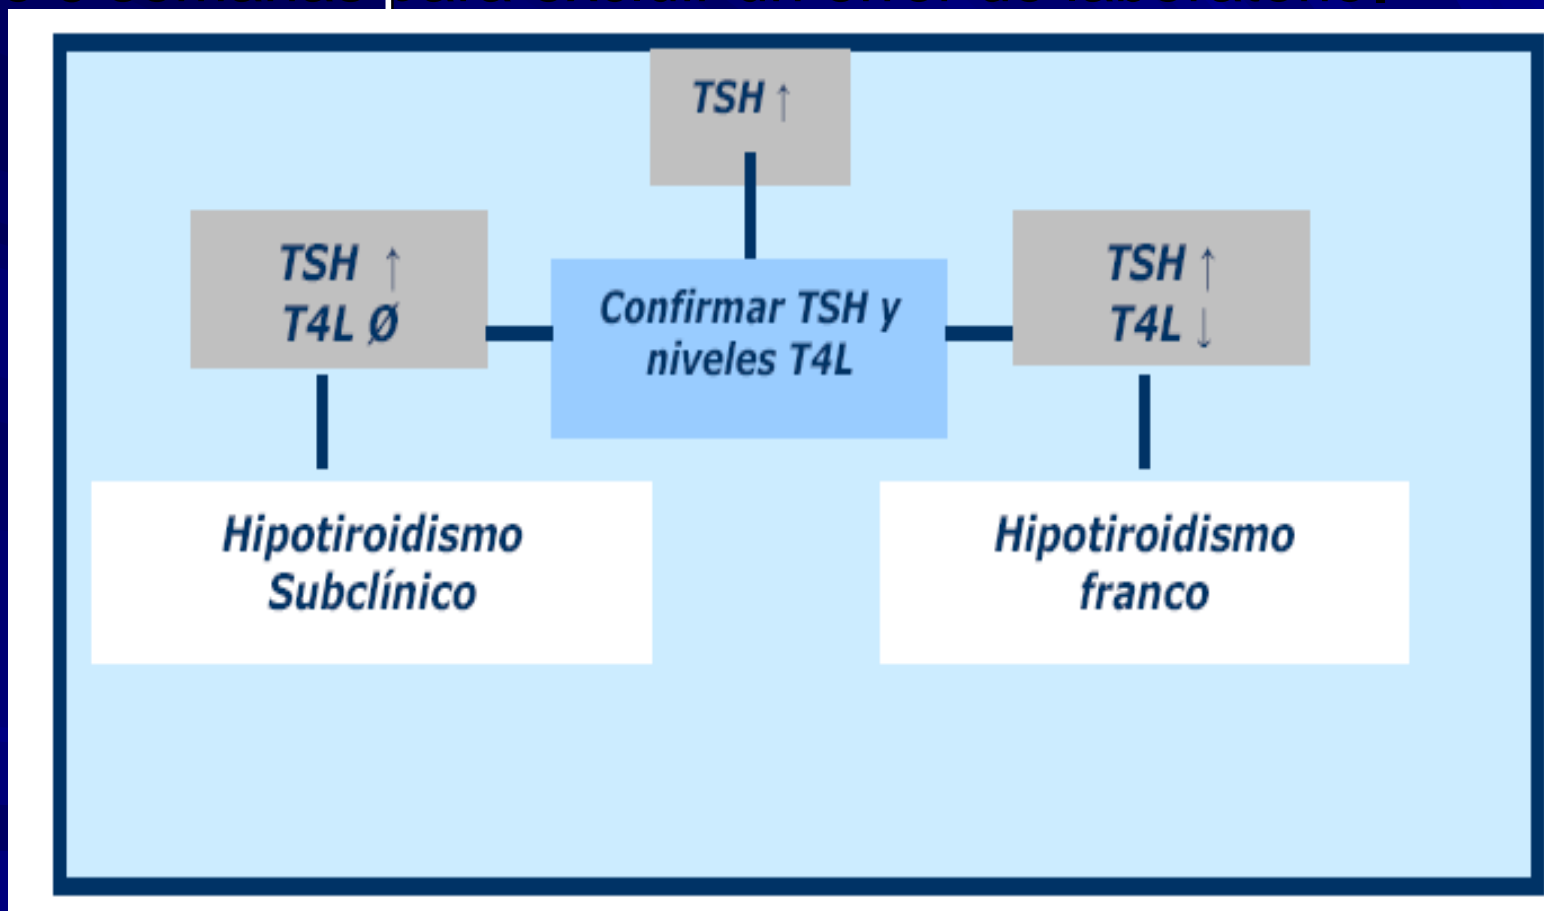 TSH ↑
TSH ↑
T4L Ø
Confirmar TSH y
niveles T4L
TSH ↑
T4L ↓
Hipotiroidismo
Subclínico
Hipotiroidismo
franco